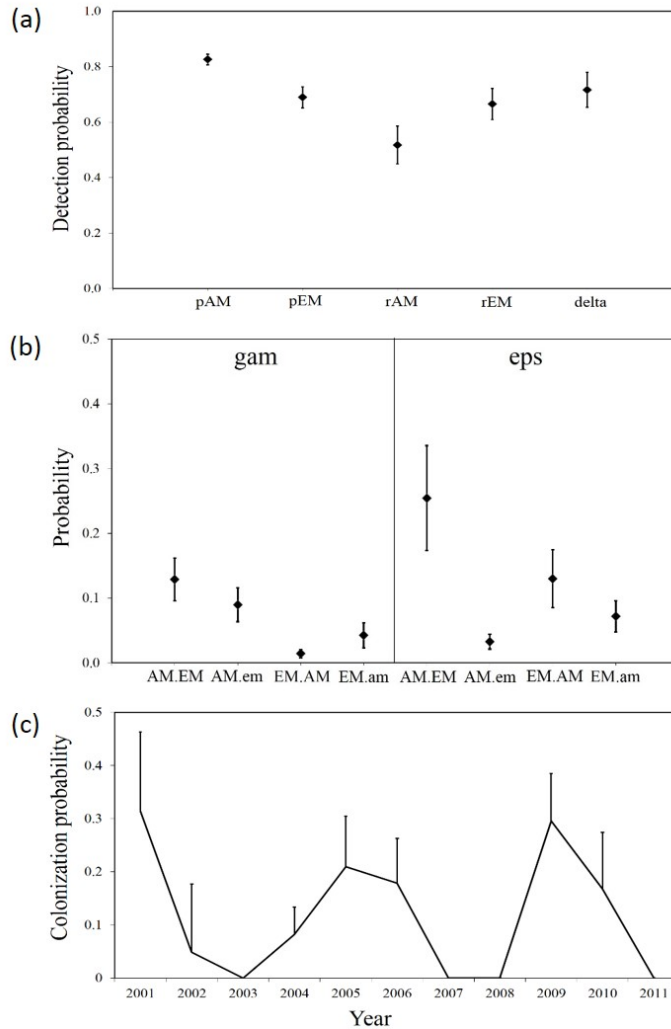 (a)
Detection probability
1.0
0.8
0.6
0.4
0.2
0.0
pAM pEM rAM rEM delta
(b)
gam eps
Probability
0.5
0.4
0.3
0.2
0.1
0.0
AM.EM AM.em EM.AM EM.am AM.EM AM.em EM.AM EM.am
(c)
Colonization probability
0.5
0.4
0.3
0.2
0.1
0
2001 2002 2003 2004 2005 2006 2007 2008 2009 2010 2011
Year